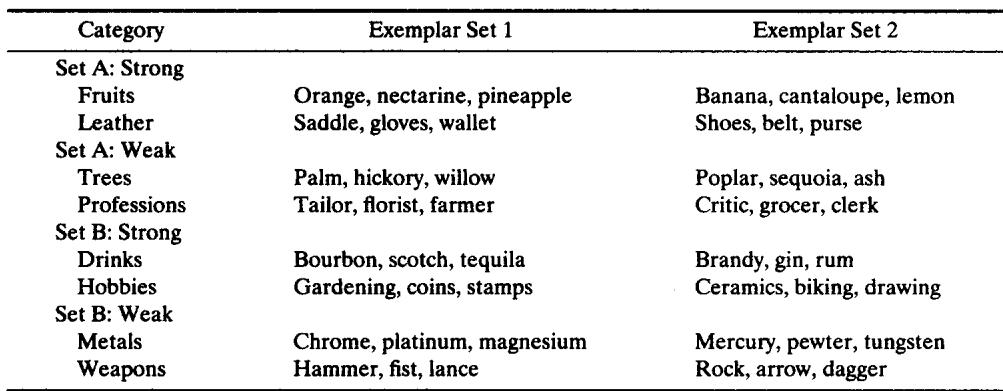 Category Exemplar Set 1 Exemplar Set 2
Set A: Strong
Fruits Orange, nectarine, pineapple Banana, cantaloupe, lemon
Leather Saddle, gloves, wallet Shoes, belt, purse
Set A: Weak
Trees Palm, hickory, willow Poplar, sequoia, ash
Professions Tailor, florist, farmer Critic, grocer, clerk
Set B: Strong
Drinks Bourbon, scotch, tequila Brandy, gin, rum
Hobbies Gardening, coins, stamps Ceramics, biking, drawing
Set B: Weak
Metals Chrome, platinum, magnesium Mercury, pewter, tungsten
Weapons Hammer, fist, lance Rock, arrow, dagger